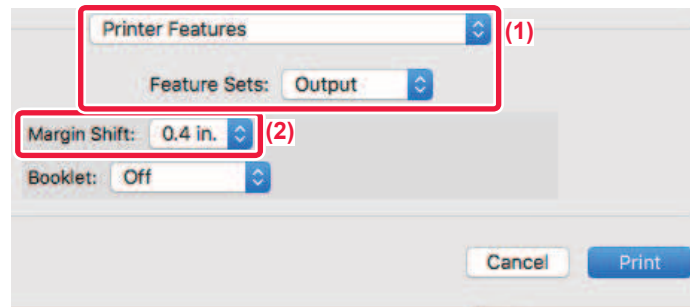 Printer Features
(1)
Feature Sets: Output
Margin Shift: 0.4 in.
(2)
Booklet: Off
Cancel Print